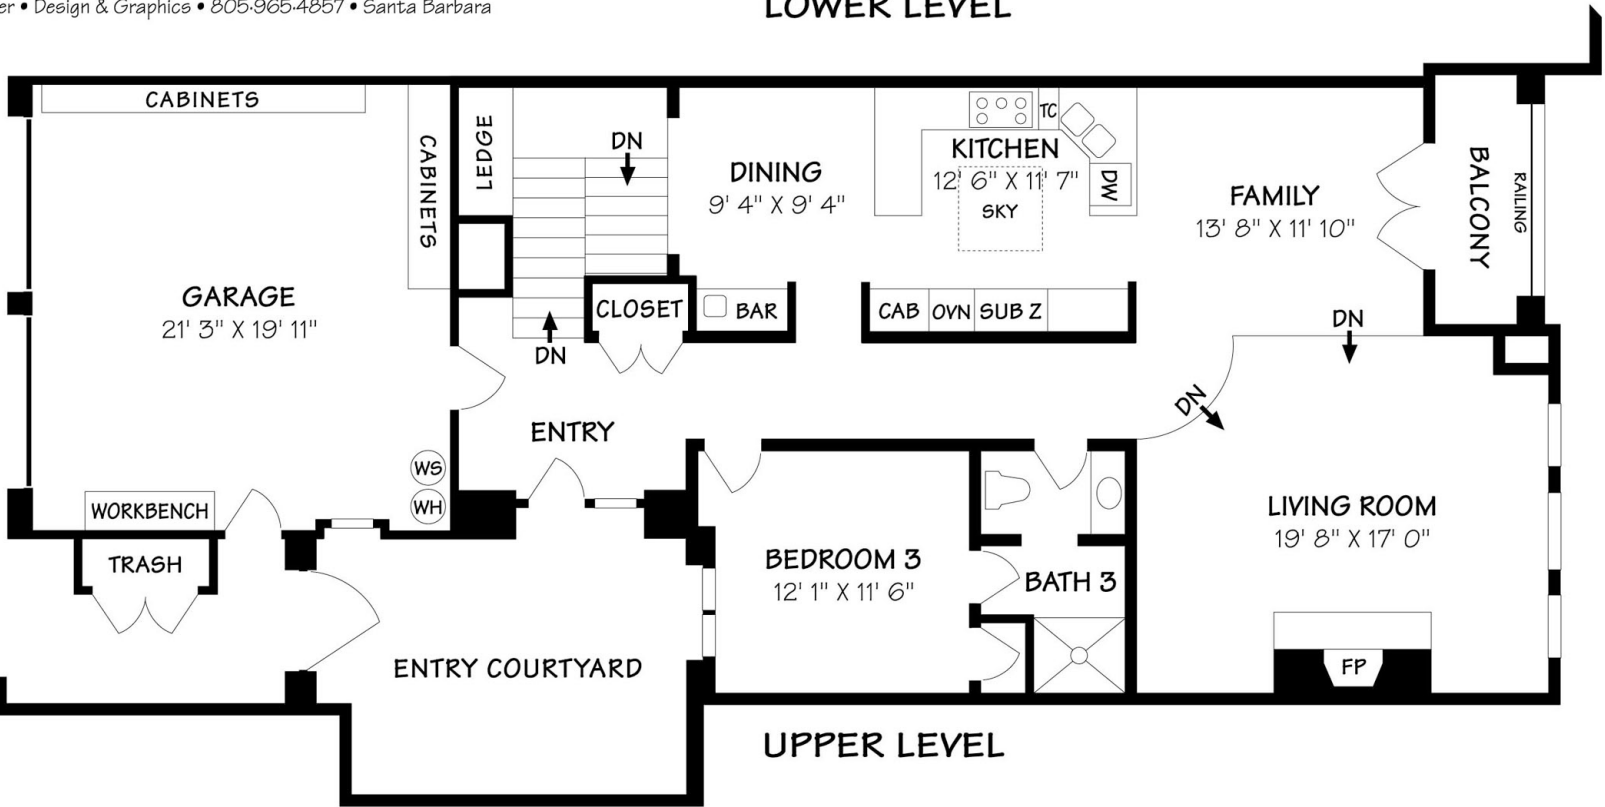 er • Design & Graphics • 805•965•4857 • Santa Barbara
LOWER LEVEL
CABINETS
CABINETS
LEDGE
DN
DINING
9' 4" X 9' 4"
TC
KITCHEN
12' 6" X 11' 7"
SKY
DW
FAMILY
13' 8" X 11' 10"
BALCONY
RAILING
GARAGE
21' 3" X 19' 11"
CLOSET
BAR
CAB
OVN
SUB Z
DN
DN
DN
ENTRY
WS
WH
WORKBENCH
TRASH
LIVING ROOM
19' 8" X 17' 0"
BEDROOM 3
12' 1" X 11' 6"
BATH 3
ENTRY COURTYARD
FP
UPPER LEVEL